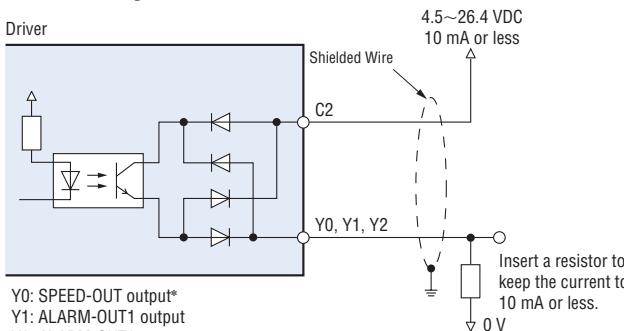 4.5~26.4 VDC
10 mA or less
Driver
Shielded Wire
C2
Y0, Y1, Y2
Insert a resistor to
keep the current to
10 mA or less.
0 V
Y0: SPEED-OUT output*
Y1: ALARM-OUT1 output